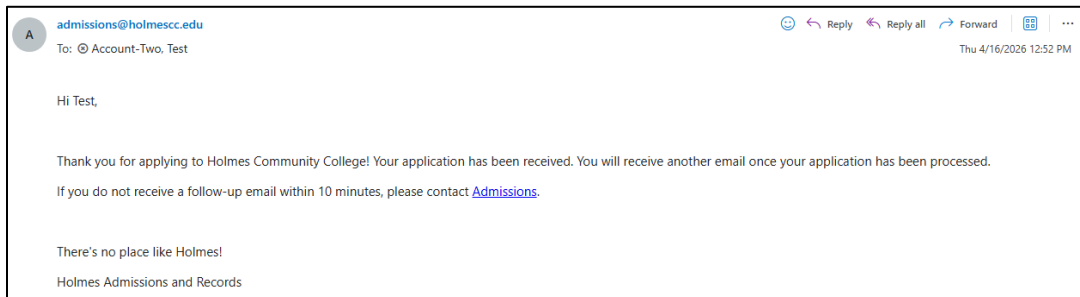 admissions@holmescc.edu
Reply Reply all Forward
A
To: Account-Two, Test
Thu 4/16/2026 12:52 PM
Hi Test,
Thank you for applying to Holmes Community College! Your application has been received. You will receive another email once your application has been processed.
If you do not receive a follow-up email within 10 minutes, please contact Admissions.
There's no place like Holmes!
Holmes Admissions and Records